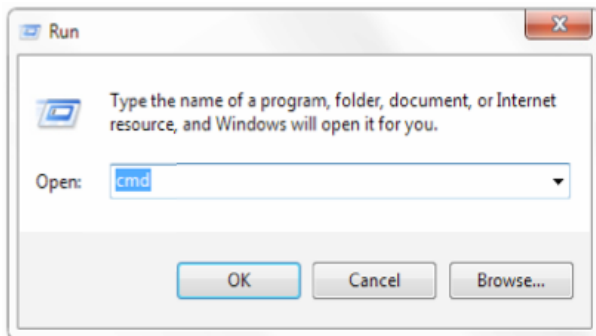 Run
Type the name of a program, folder, document, or Internet
resource, and Windows will open it for you.
Open: cmd
OK Cancel Browse...